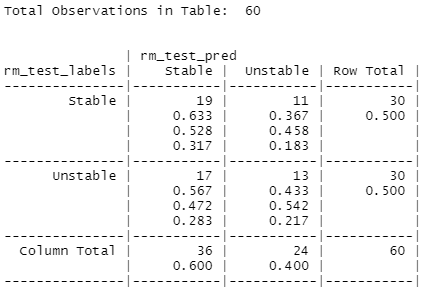 Total Observations in Table:  60
             | rm_test_pred
rm_test_labels |    Stable |  Unstable | Row Total |
---------------|-----------|-----------|-----------|
        Stable |        19 |        11 |        30 |
               |     0.633 |     0.367 |     0.500 |
               |     0.528 |     0.458 |           |
               |     0.317 |     0.183 |           |
---------------|-----------|-----------|-----------|
      Unstable |        17 |        13 |        30 |
               |     0.567 |     0.433 |     0.500 |
               |     0.472 |     0.542 |           |
               |     0.283 |     0.217 |           |
---------------|-----------|-----------|-----------|
  Column Total |        36 |        24 |        60 |
               |     0.600 |     0.400 |           |
---------------|-----------|-----------|-----------|